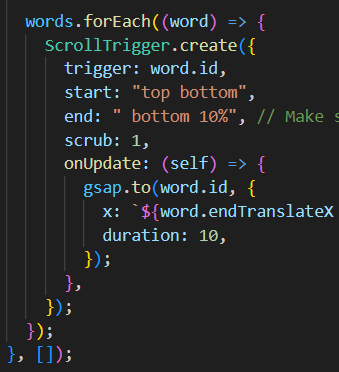 words.forEach((word) => {
ScrollTrigger.create({
trigger: word.id,
start: "top bottom",
end: " bottom 10%", // Make
scrub: 1,
onUpdate: (self) => {
gsap.to(word.id, {
x: `${word.endTranslateX
duration: 10,
});
},
});
});
}, []);